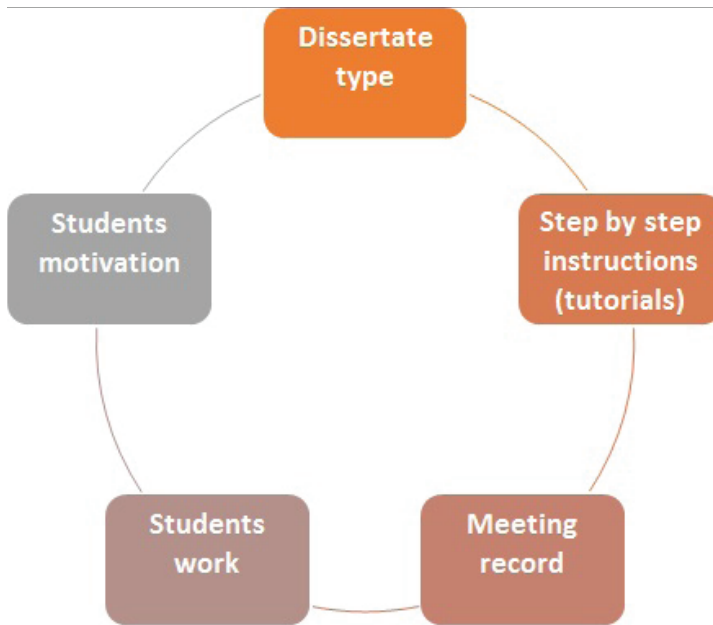 Dissertate
type
Step by step
instructions
(tutorials)
Meeting
record
Students
work
Students
motivation